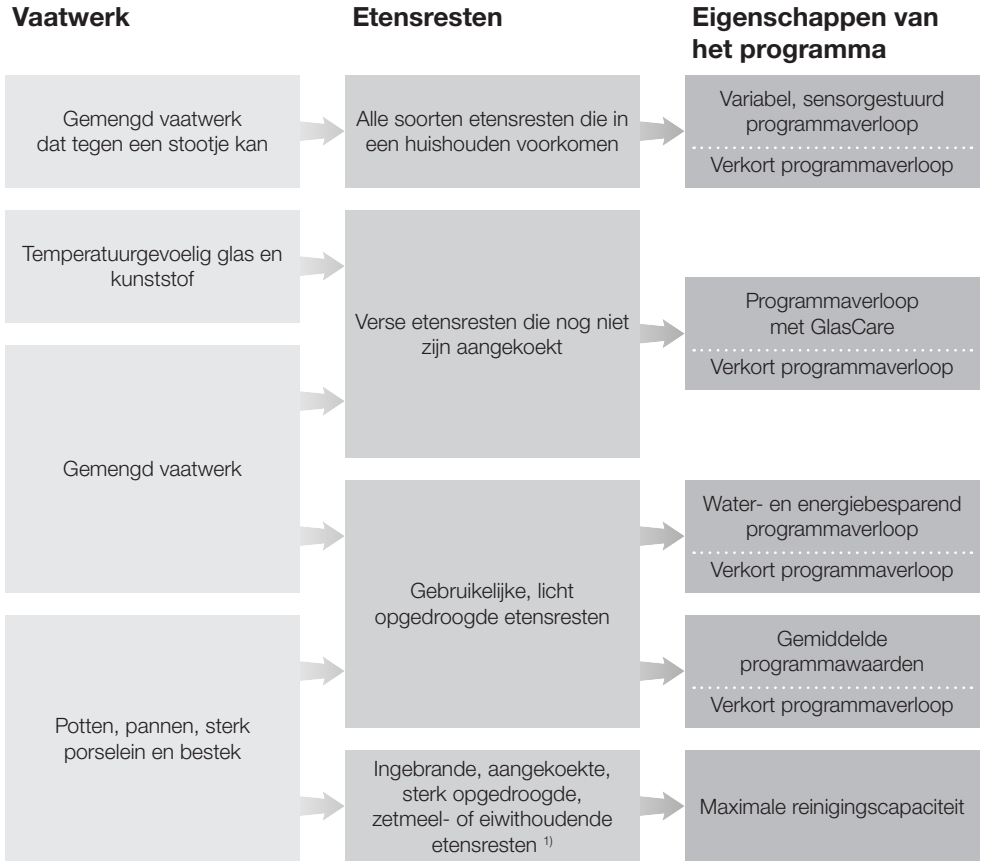 Vaatwerk
Etensresten
Eigenschappen van
het programma
Gemengd vaatwerk
dat tegen een stootje kan
Alle soorten etensresten die in
een huishouden voorkomen
Variabel, sensorgestuurd
programmaverloop
Verkort programmaverloop
Temperatuurgevoelig glas en
kunststof
Verse etensresten die nog niet
zijn aangekoekt
Programmaverloop
met GlasCare
Verkort programmaverloop
Gemengd vaatwerk
Gebruikelijke, licht
opgedroogde etensresten
Water- en energiebesparend
programmaverloop
Verkort programmaverloop
Gemiddelde
programmawaarden
Verkort programmaverloop
Potten, pannen, sterk
porselein en bestek
Ingebrande, aangekoekte,
sterk opgedroogde,
zetmeel- of eiwithoudende
etensresten 1)
Maximale reinigingscapaciteit